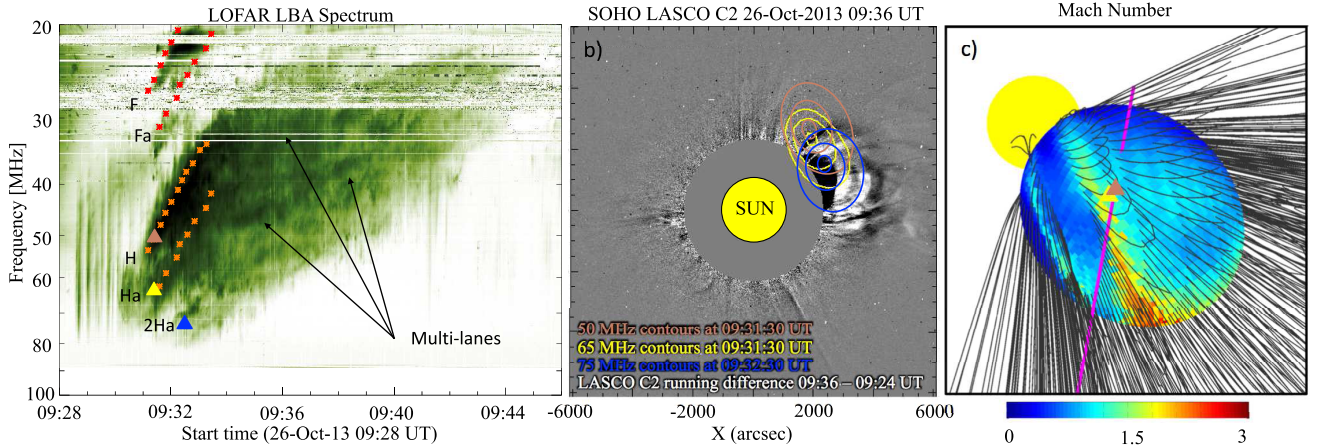 LOFAR LBA Spectrum
20
30
40
50
60
80
100
Frequency [MHz]
F
Fa
H
Ha
2Ha
Multi-lanes
09:28
09:32
09:36
09:40
09:44
Start time (26-Oct-13 09:28 UT)
SOHO LASCO C2 26-Oct-2013 09:36 UT
b)
SUN
50 MHz contours at 09:31:30 UT
65 MHz contours at 09:31:30 UT
75 MHz contours at 09:32:30 UT
LASCO C2 running difference 09:36 – 09:24 UT
-6000
-2000
2000
6000
X (arcsec)
Mach Number
c)
0
1.5
3